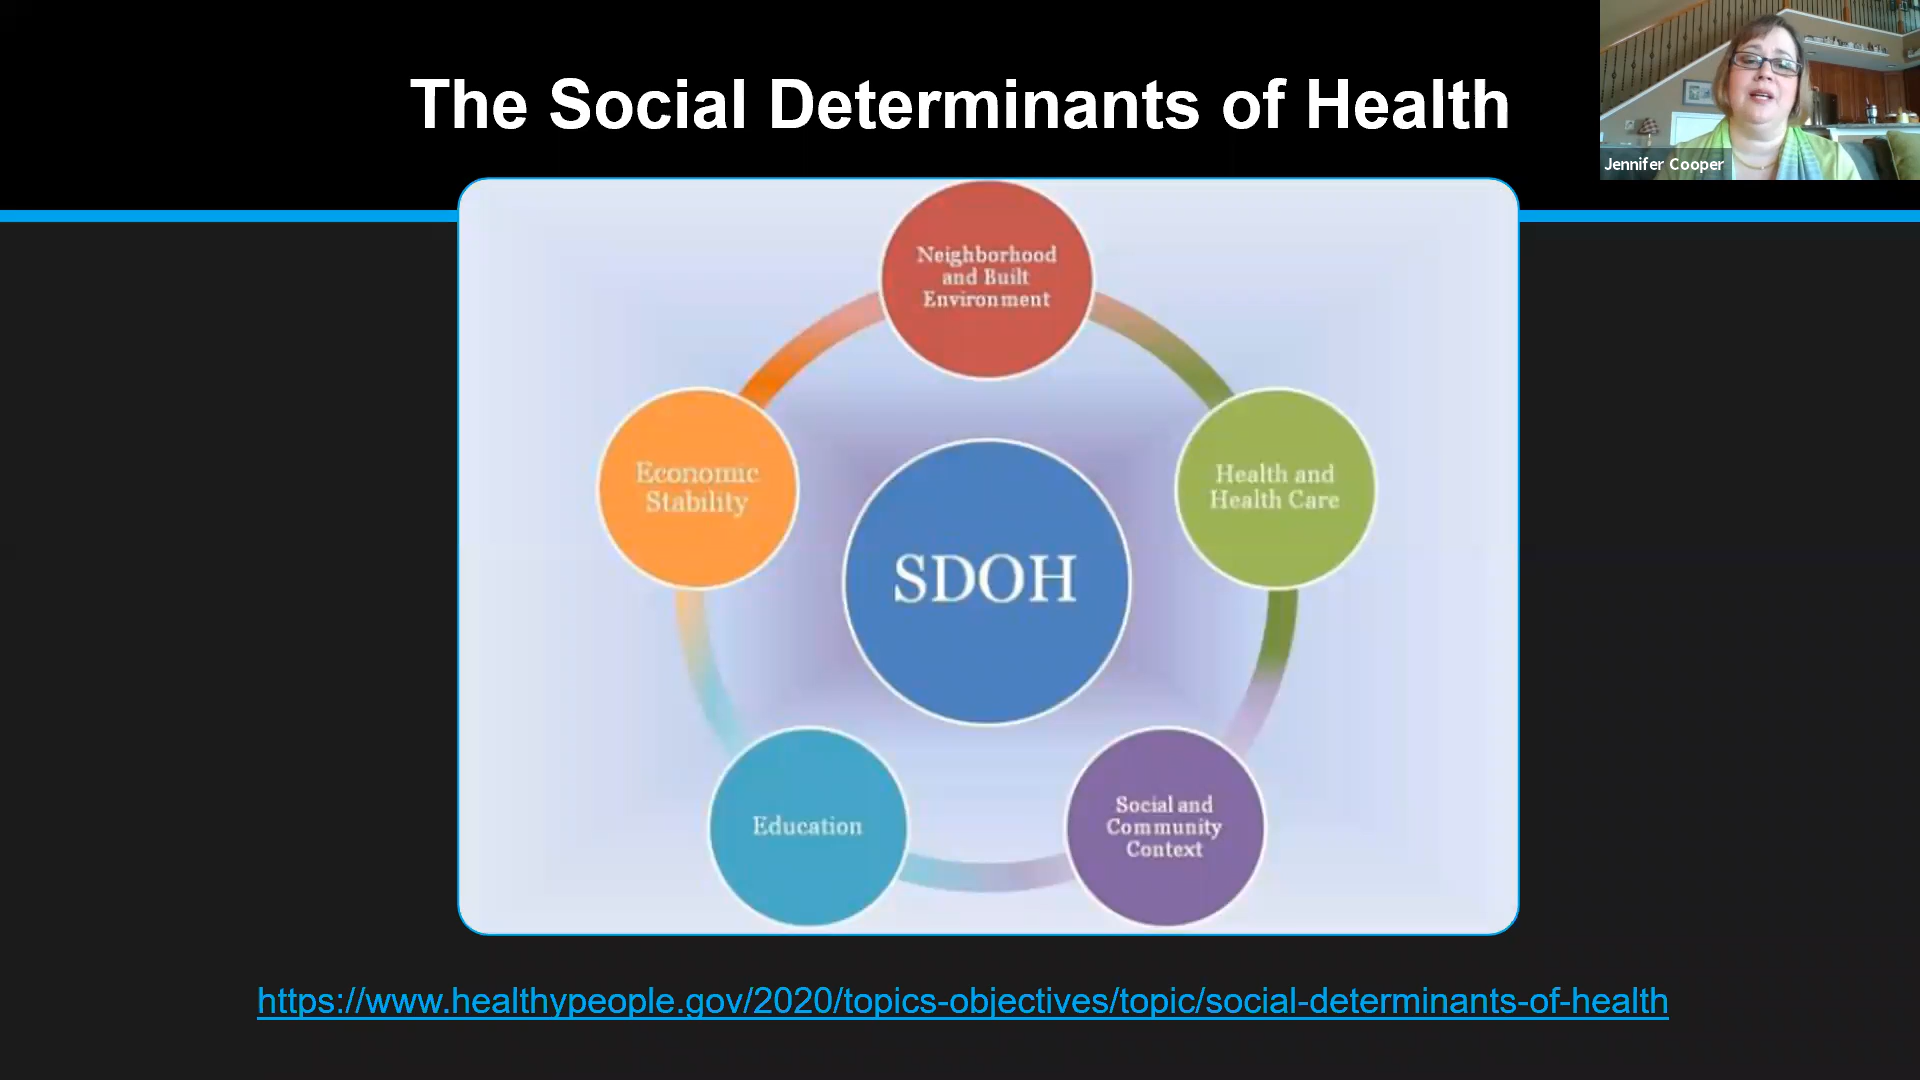 The Social Determinants of Health
Jennifer Cooper
Neighborhood
and Built
Environment
Economic
Stability
Health and
Health Care
SDOH
Education
Social and
Community
Context
https://www.healthypeople.gov/2020/topics-objectives/topic/social-determinants-of-health